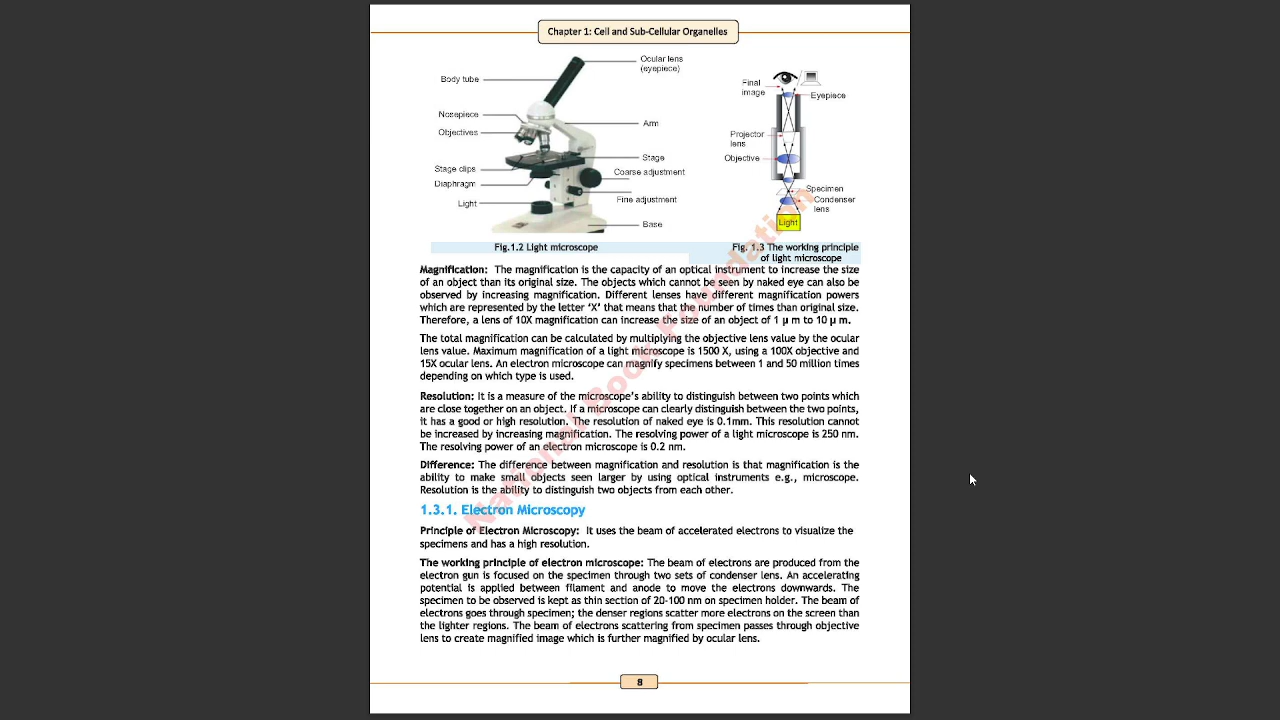 Chapter 1: Cell and Sub-Cellular Organelles
Ocular lens
(eyepiece)
Body tube
Nosepiece
Objectives
Arm
Stage
Stage clips
Coarse adjustment
Diaphragm
Fine adjustment
Light
Base
Final
image
Eyepiece
Projector
lens
Objective
Specimen
Condenser
lens
Light
Fig.1.2 Light microscope
Fig. 1.3 The working principle
of light microscope
Magnification: The magnification is the capacity of an optical instrument to increase the size
of an object than its original size. The objects which cannot be seen by naked eye can also be
observed by increasing magnification. Different lenses have different magnification powers
which are represented by the letter ‘X’ that means that the number of times than original size.
Therefore, a lens of 10X magnification can increase the size of an object of 1 µ m to 10 µ m.
The total magnification can be calculated by multiplying the objective lens value by the ocular
lens value. Maximum magnification of a light microscope is 1500 X, using a 100X objective and
15X ocular lens. An electron microscope can magnify specimens between 1 and 50 million times
depending on which type is used.
Resolution: It is a measure of the microscope’s ability to distinguish between two points which
are close together on an object. If a microscope can clearly distinguish between the two points,
it has a good or high resolution. The resolution of naked eye is 0.1mm. This resolution cannot
be increased by increasing magnification. The resolving power of a light microscope is 250 nm.
The resolving power of an electron microscope is 0.2 nm.
Difference: The difference between magnification and resolution is that magnification is the
ability to make small objects seen larger by using optical instruments e.g., microscope.
Resolution is the ability to distinguish two objects from each other.
1.3.1. Electron Microscopy
Principle of Electron Microscopy: It uses the beam of accelerated electrons to visualize the
specimens and has a high resolution.
The working principle of electron microscope: The beam of electrons are produced from the
electron gun is focused on the specimen through two sets of condenser lens. An accelerating
potential is applied between filament and anode to move the electrons downwards. The
specimen to be observed is kept as thin section of 20-100 nm on specimen holder. The beam of
electrons goes through specimen; the denser regions scatter more electrons on the screen than
the lighter regions. The beam of electrons scattering from specimen passes through objective
lens to create magnified image which is further magnified by ocular lens.
8
National Book Foundation